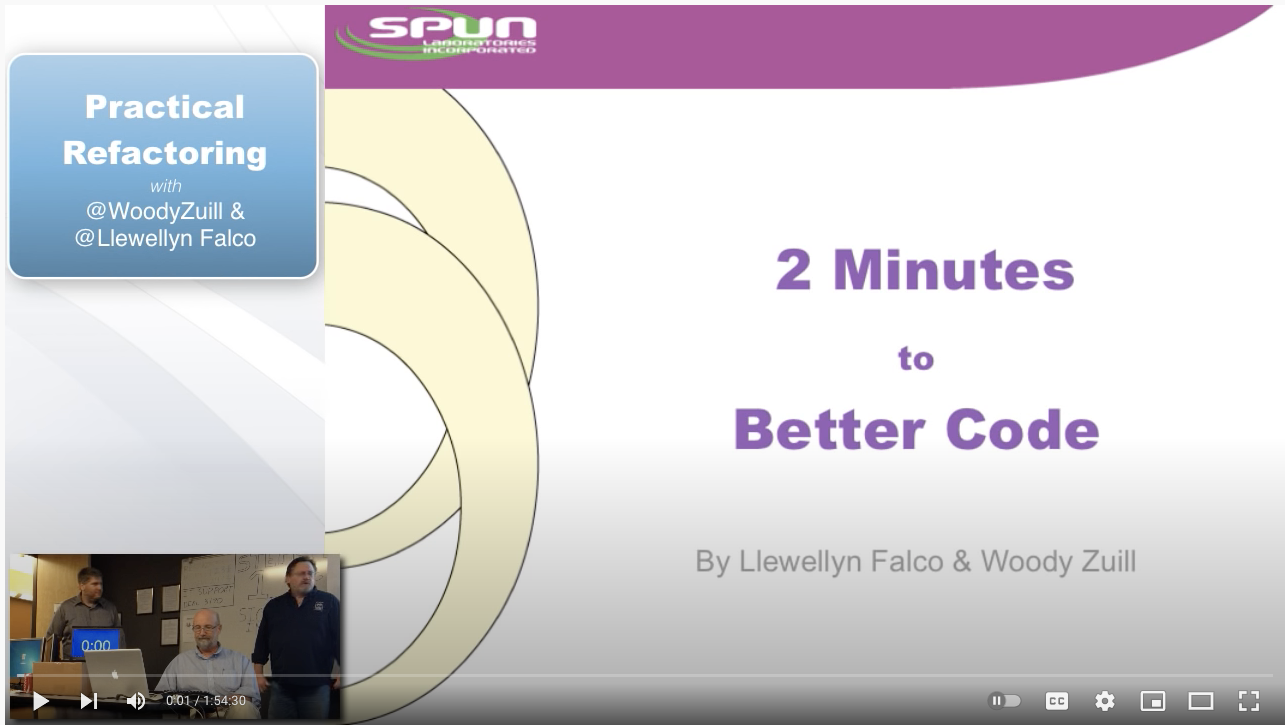 SPUN
LABORATORIES
INCORPORATED
Practical
Refactoring
with
@WoodyZuill &
@Llewellyn Falco
2 Minutes
to
Better Code
By Llewellyn Falco & Woody Zuill
0:00
0:01 / 1:54:30
CC